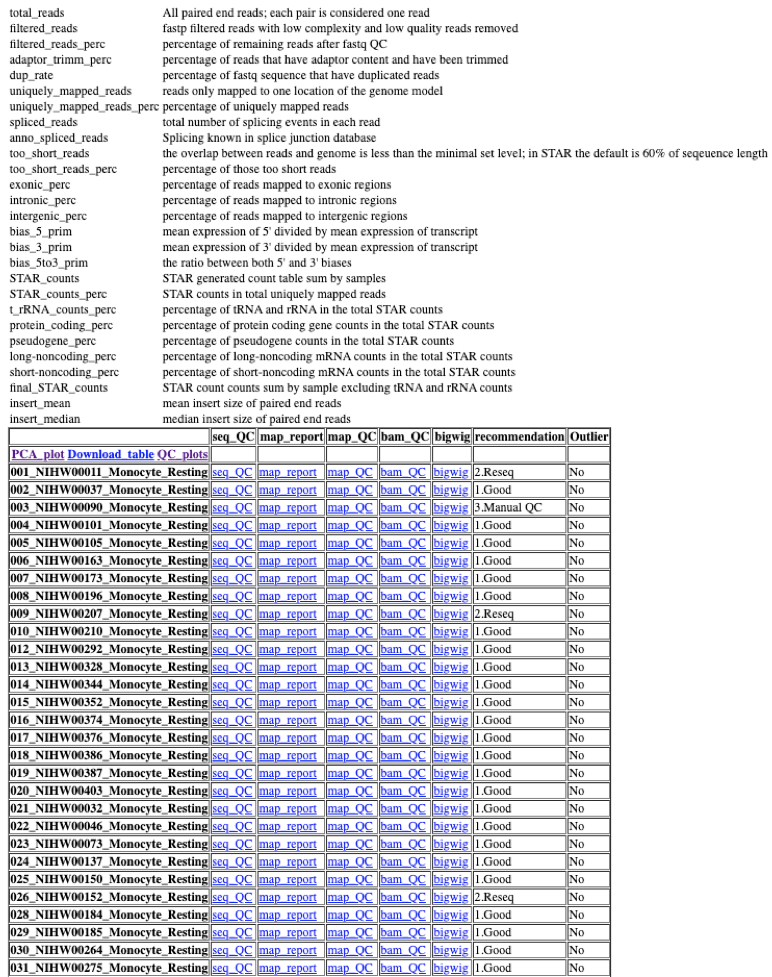 total_reads All paired end reads; each pair is considered one read
filtered_reads fastp filtered reads with low complexity and low quality reads removed
filtered_reads_perc percentage of remaining reads after fastq QC
adaptor_trimm_perc percentage of reads that have adaptor content and have been trimmed
dup_rate percentage of fastq sequence that have duplicated reads
uniquely_mapped_reads reads only mapped to one location of the genome model
uniquely_mapped_reads_perc percentage of uniquely mapped reads
spliced_reads total number of splicing events in each read
anno_spliced_reads Splicing known in splice junction database
too_short_reads the overlap between reads and genome is less than the minimal set level; in STAR the default is 60% of seqeuence length
too_short_reads_perc percentage of those too short reads
exonic_perc percentage of reads mapped to exonic regions
intronic_perc percentage of reads mapped to intronic regions
intergenic_perc percentage of reads mapped to intergenic regions
bias_5_prim mean expression of 5' divided by mean expression of transcript
bias_3_prim mean expression of 3' divided by mean expression of transcript
bias_5to3_prim the ratio between both 5' and 3' biases
STAR_counts STAR generated count table sum by samples
STAR_counts_perc STAR counts in total uniquely mapped reads
t_rRNA_counts_perc percentage of tRNA and rRNA in the total STAR counts
protein_coding_perc percentage of protein coding gene counts in the total STAR counts
pseudogene_perc percentage of pseudogene counts in the total STAR counts
long-noncoding_perc percentage of long-noncoding mRNA counts in the total STAR counts
short-noncoding_perc percentage of short-noncoding mRNA counts in the total STAR counts
final_STAR_counts STAR count counts sum by sample excluding tRNA and rRNA counts
insert_mean mean insert size of paired end reads
insert_median median insert size of paired end reads
seq_QC map_report map_QC bam_QC bigwig recommendation Outlier
PCA_plot Download_table QC_plots
001_NIHW00011_Monocyte_Resting seq_QC map_report map_QC bam_QC bigwig 2.Reseq No
002_NIHW00037_Monocyte_Resting seq_QC map_report map_QC bam_QC bigwig 1.Good No
003_NIHW00090_Monocyte_Resting seq_QC map_report map_QC bam_QC bigwig 3.Manual QC No
004_NIHW00101_Monocyte_Resting seq_QC map_report map_QC bam_QC bigwig 1.Good No
005_NIHW00105_Monocyte_Resting seq_QC map_report map_QC bam_QC bigwig 1.Good No
006_NIHW00163_Monocyte_Resting seq_QC map_report map_QC bam_QC bigwig 1.Good No
007_NIHW00173_Monocyte_Resting seq_QC map_report map_QC bam_QC bigwig 1.Good No
008_NIHW00196_Monocyte_Resting seq_QC map_report map_QC bam_QC bigwig 1.Good No
009_NIHW00207_Monocyte_Resting seq_QC map_report map_QC bam_QC bigwig 2.Reseq No
010_NIHW00210_Monocyte_Resting seq_QC map_report map_QC bam_QC bigwig 1.Good No
012_NIHW00292_Monocyte_Resting seq_QC map_report map_QC bam_QC bigwig 1.Good No
013_NIHW00328_Monocyte_Resting seq_QC map_report map_QC bam_QC bigwig 1.Good No
014_NIHW00344_Monocyte_Resting seq_QC map_report map_QC bam_QC bigwig 1.Good No
015_NIHW00352_Monocyte_Resting seq_QC map_report map_QC bam_QC bigwig 1.Good No
016_NIHW00374_Monocyte_Resting seq_QC map_report map_QC bam_QC bigwig 1.Good No
017_NIHW00376_Monocyte_Resting seq_QC map_report map_QC bam_QC bigwig 1.Good No
018_NIHW00386_Monocyte_Resting seq_QC map_report map_QC bam_QC bigwig 1.Good No
019_NIHW00387_Monocyte_Resting seq_QC map_report map_QC bam_QC bigwig 1.Good No
020_NIHW00403_Monocyte_Resting seq_QC map_report map_QC bam_QC bigwig 1.Good No
021_NIHW00032_Monocyte_Resting seq_QC map_report map_QC bam_QC bigwig 1.Good No
022_NIHW00046_Monocyte_Resting seq_QC map_report map_QC bam_QC bigwig 1.Good No
023_NIHW00073_Monocyte_Resting seq_QC map_report map_QC bam_QC bigwig 1.Good No
024_NIHW00137_Monocyte_Resting seq_QC map_report map_QC bam_QC bigwig 1.Good No
025_NIHW00150_Monocyte_Resting seq_QC map_report map_QC bam_QC bigwig 1.Good No
026_NIHW00152_Monocyte_Resting seq_QC map_report map_QC bam_QC bigwig 2.Reseq No
028_NIHW00184_Monocyte_Resting seq_QC map_report map_QC bam_QC bigwig 1.Good No
029_NIHW00185_Monocyte_Resting seq_QC map_report map_QC bam_QC bigwig 1.Good No
030_NIHW00264_Monocyte_Resting seq_QC map_report map_QC bam_QC bigwig 1.Good No
031_NIHW00275_Monocyte_Resting seq_QC map_report map_QC bam_QC bigwig 1.Good No